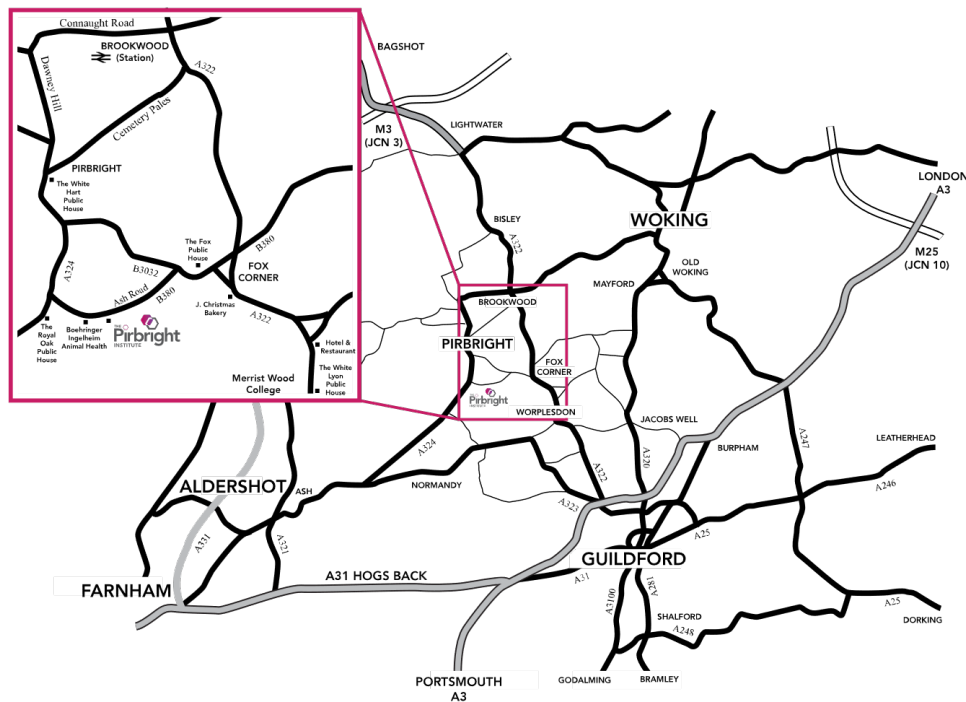 Connaught Road
BROOKWOOD
(Station)
A322
Dawney Hill
Cemetery Pales
PIRBRIGHT
The White
Hart
Public
House
The Fox
Public
House
B380
A324
B3032
FOX
CORNER
Ash Road
B380
J. Christmas
Bakery
A322
The
Royal
Oak
Public
House
Boehringer
Ingelheim
Animal Health
THE
Pirbright
INSTITUTE
Hotel &
Restaurant
The White
Lyon
Public
House
Merrist Wood
College
BAGSHOT
M3
(JCN 3)
LIGHTWATER
LONDON
A3
BISLEY
WOKING
A322
M25
(JCN 10)
OLD
WOKING
MAYFORD
BROOKWOOD
PIRBRIGHT
FOX
CORNER
Pirbright
INSTITUTE
WORPLESDON
JACOBS WELL
A324
A320
BURPHAM
A247
LEATHERHEAD
ALDERSHOT
ASH
NORMANDY
A322
A246
A323
A331
A321
A25
GUILDFORD
A31 HOGS BACK
A31
FARNHAM
A3100
A281
SHALFORD
A248
A25
DORKING
PORTSMOUTH
A3
GODALMING
BRAMLEY